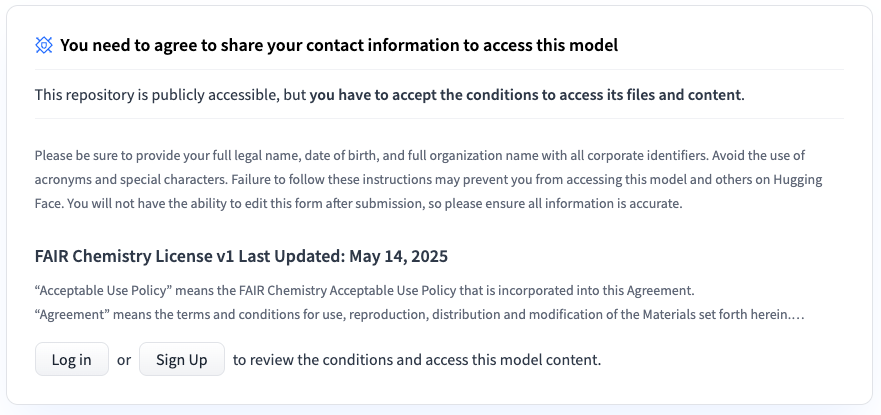 You need to agree to share your contact information to access this model
This repository is publicly accessible, but you have to accept the conditions to access its files and content.
Please be sure to provide your full legal name, date of birth, and full organization name with all corporate identifiers. Avoid the use of
acronyms and special characters. Failure to follow these instructions may prevent you from accessing this model and others on Hugging
Face. You will not have the ability to edit this form after submission, so please ensure all information is accurate.
FAIR Chemistry License v1 Last Updated: May 14, 2025
“Acceptable Use Policy” means the FAIR Chemistry Acceptable Use Policy that is incorporated into this Agreement.
“Agreement” means the terms and conditions for use, reproduction, distribution and modification of the Materials set forth herein.…
Log in or Sign Up to review the conditions and access this model content.